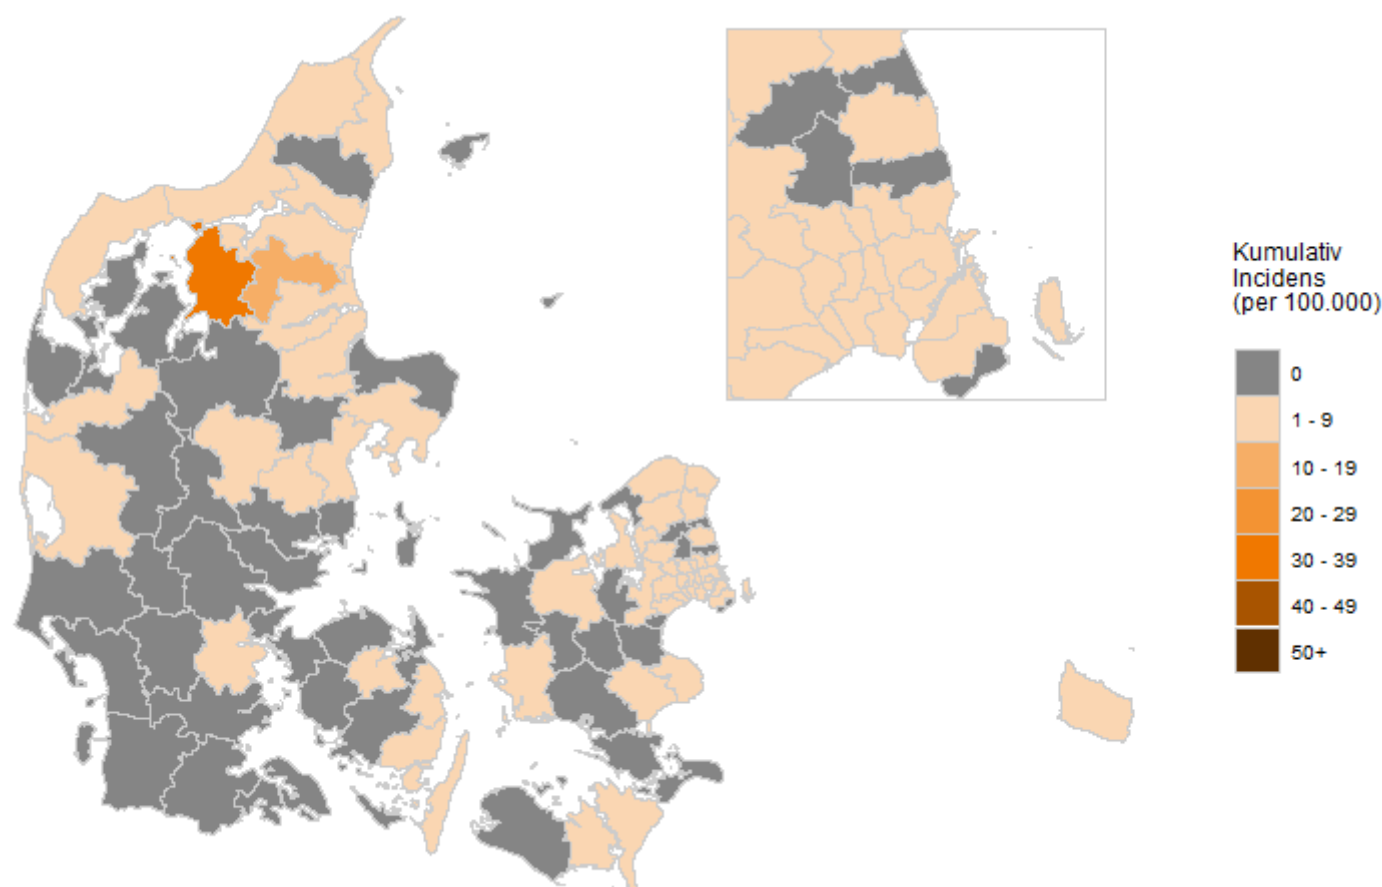 Kumulativ
Incidens
(per 100.000)
0
1 - 9
10 - 19
20 - 29
30 - 39
40 - 49
50+